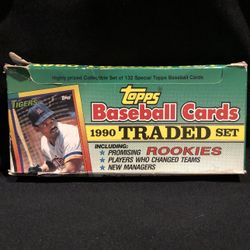 Highly prized Collectible Set of 132 Special Topps Baseball Cards
TIGERS
Topps
Topps
Baseball Cards
1990 TRADED SET
INCLUDING:
★ PROMISING ROOKIES
★ PLAYERS WHO CHANGED TEAMS
★ NEW MANAGERS